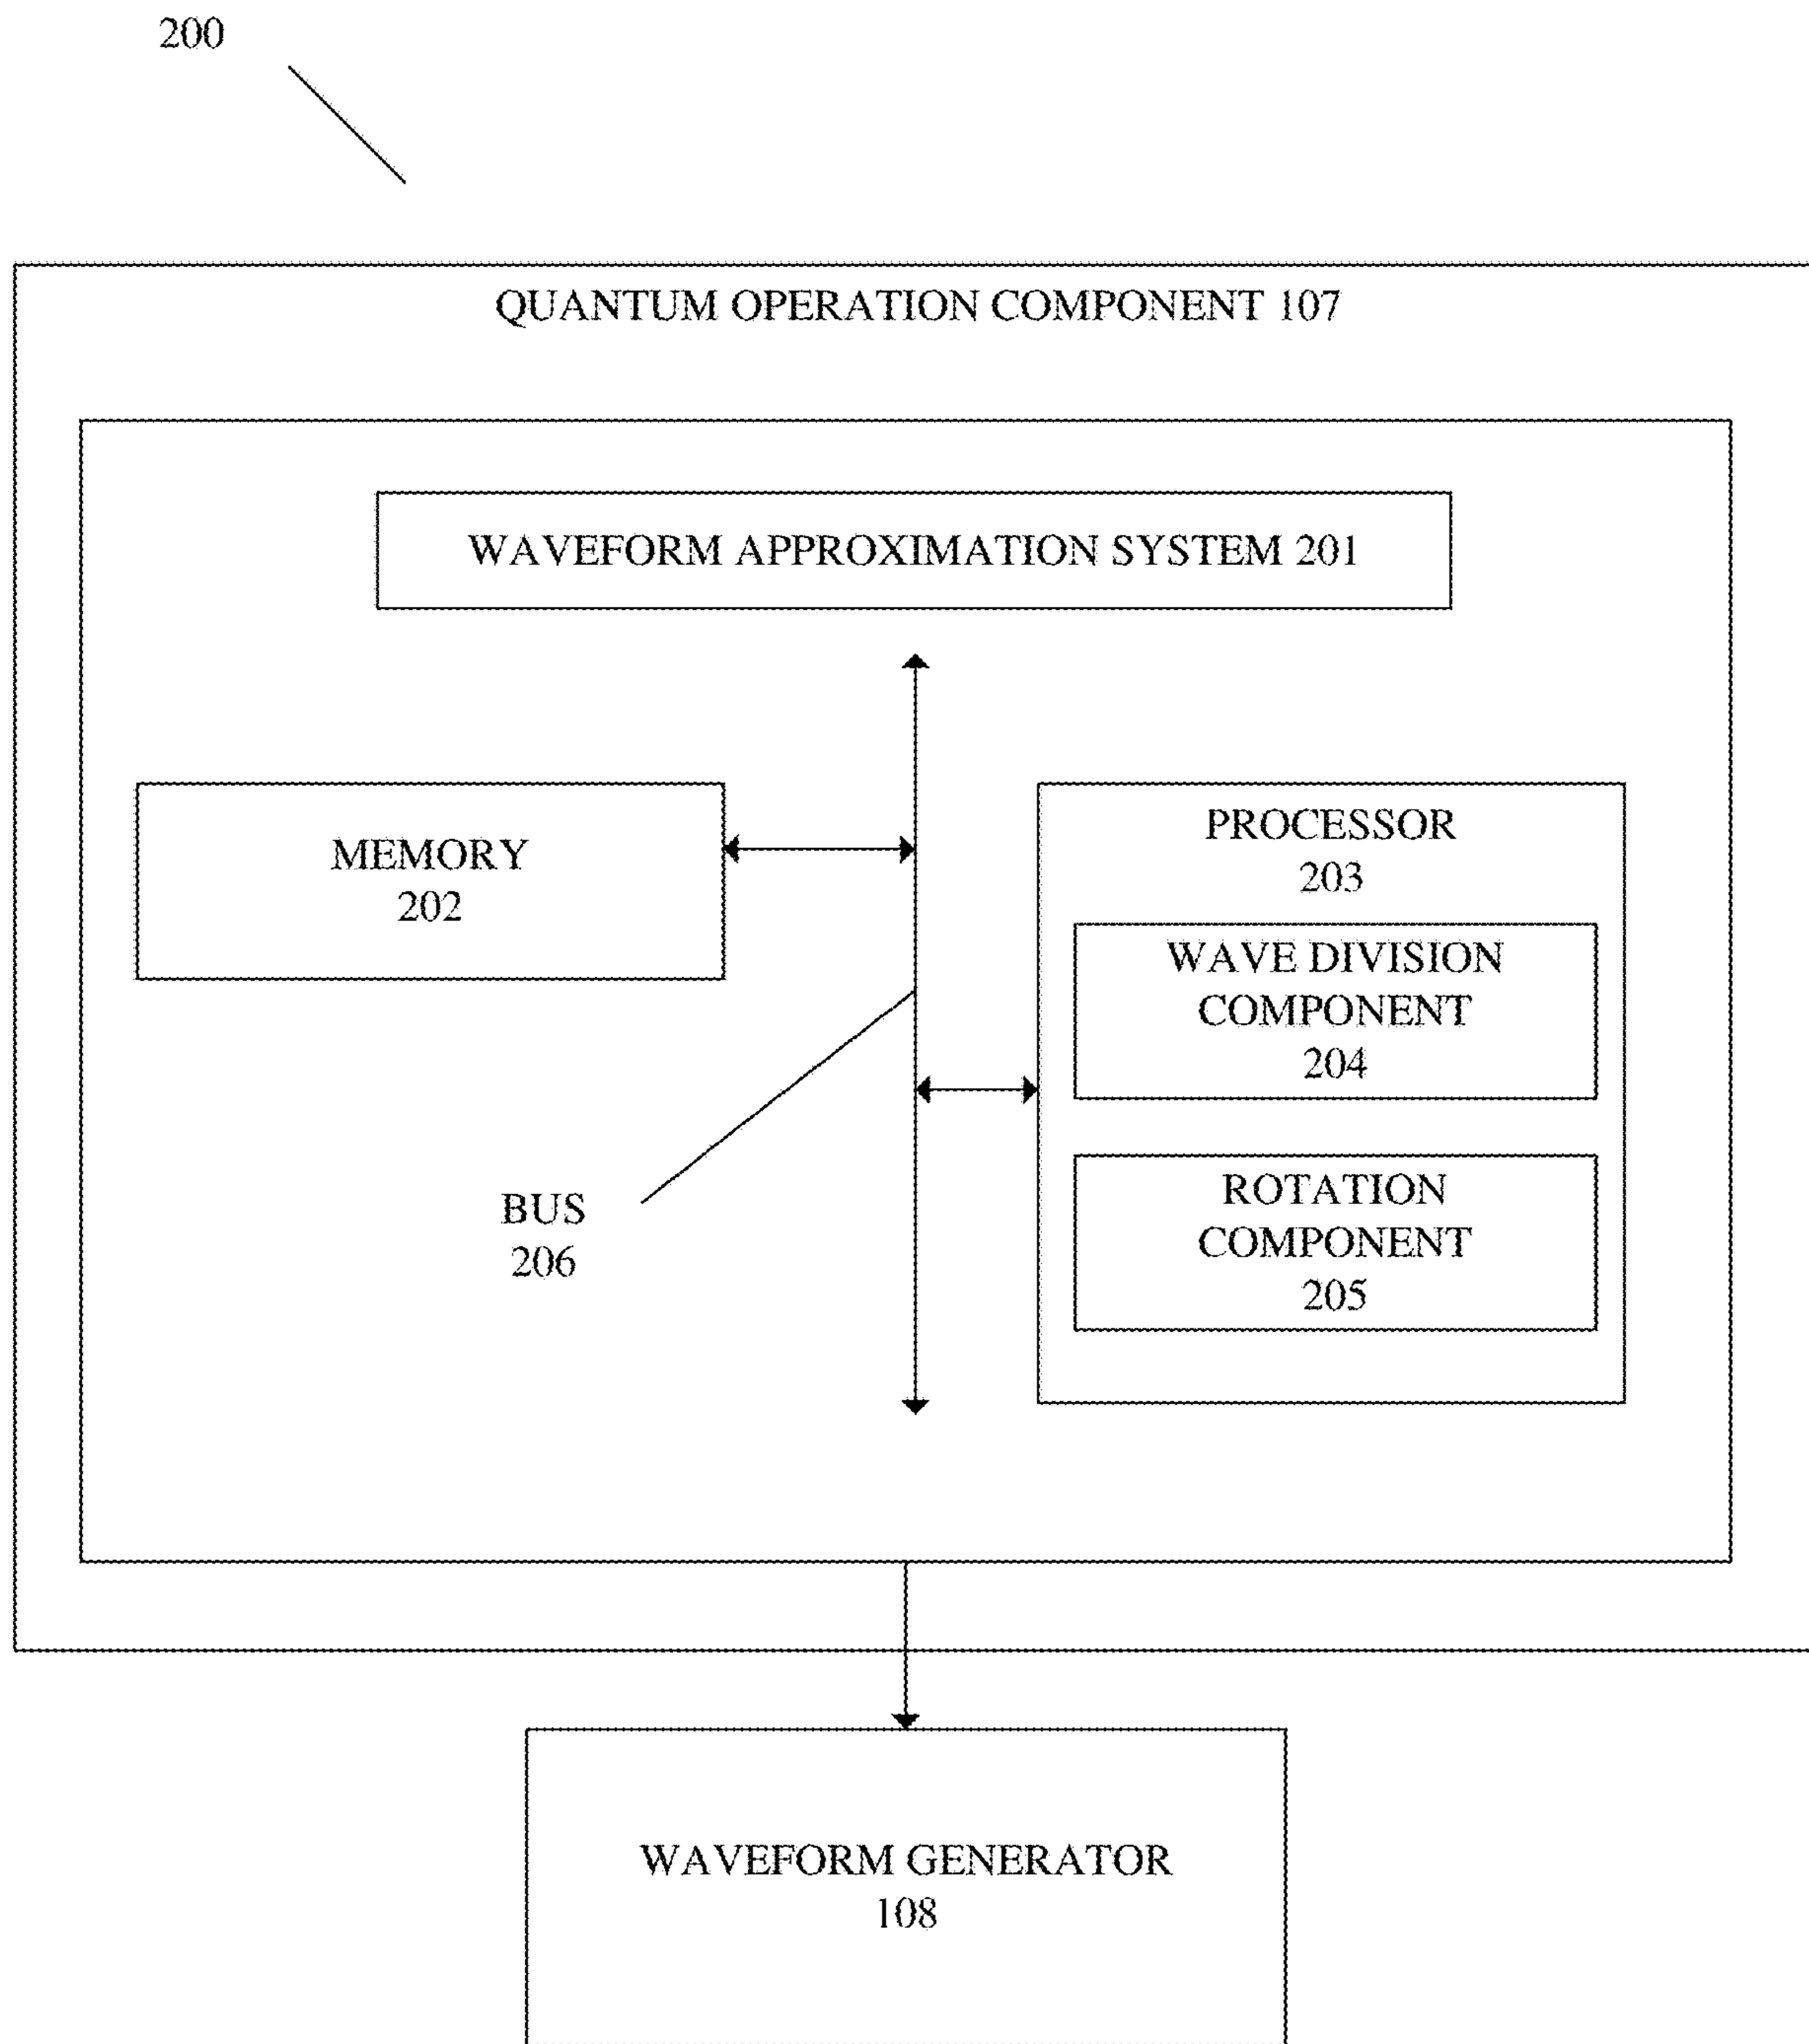 200
QUANTUM OPERATION COMPONENT 107
WAVEFORM APPROXIMATION SYSTEM 201
MEMORY
202
PROCESSOR
203
WAVE DIVISION
COMPONENT
204
ROTATION
COMPONENT
205
BUS
206
WAVEFORM GENERATOR
108